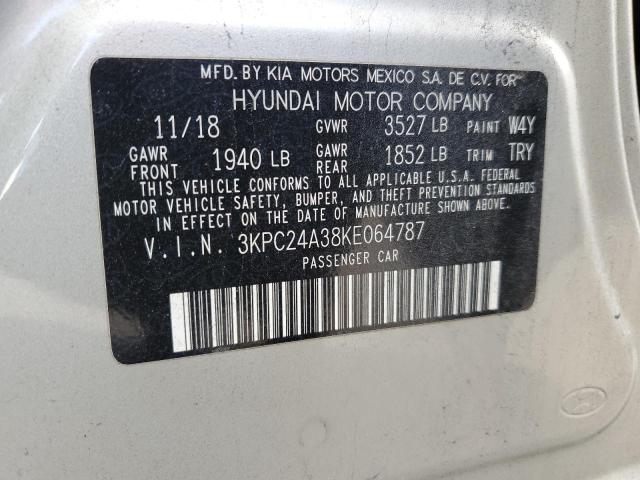 MFD. BY KIA MOTORS MEXICO S.A. DE C.V. FOR
HYUNDAI MOTOR COMPANY
11/18 GVWR 3527 LB PAINT W4Y
GAWR FRONT 1940 LB GAWR REAR 1852 LB TRIM TRY
THIS VEHICLE CONFORMS TO ALL APPLICABLE U.S.A. FEDERAL
MOTOR VEHICLE SAFETY, BUMPER, AND THEFT PREVENTION STANDARDS
IN EFFECT ON THE DATE OF MANUFACTURE SHOWN ABOVE.
V.I.N. 3KPC24A38KE064787
PASSENGER CAR